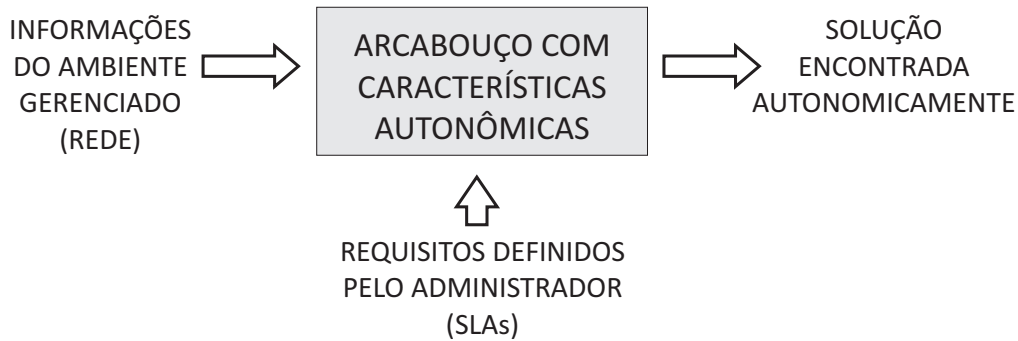 INFORMAÇÕES
DO AMBIENTE
GERENCIADO
(REDE)
ARCABOUÇO COM
CARACTERÍSTICAS
AUTONÔMICAS
SOLUÇÃO
ENCONTRADA
AUTONOMICAMENTE
REQUISITOS DEFINIDOS
PELO ADMINISTRADOR
(SLAs)